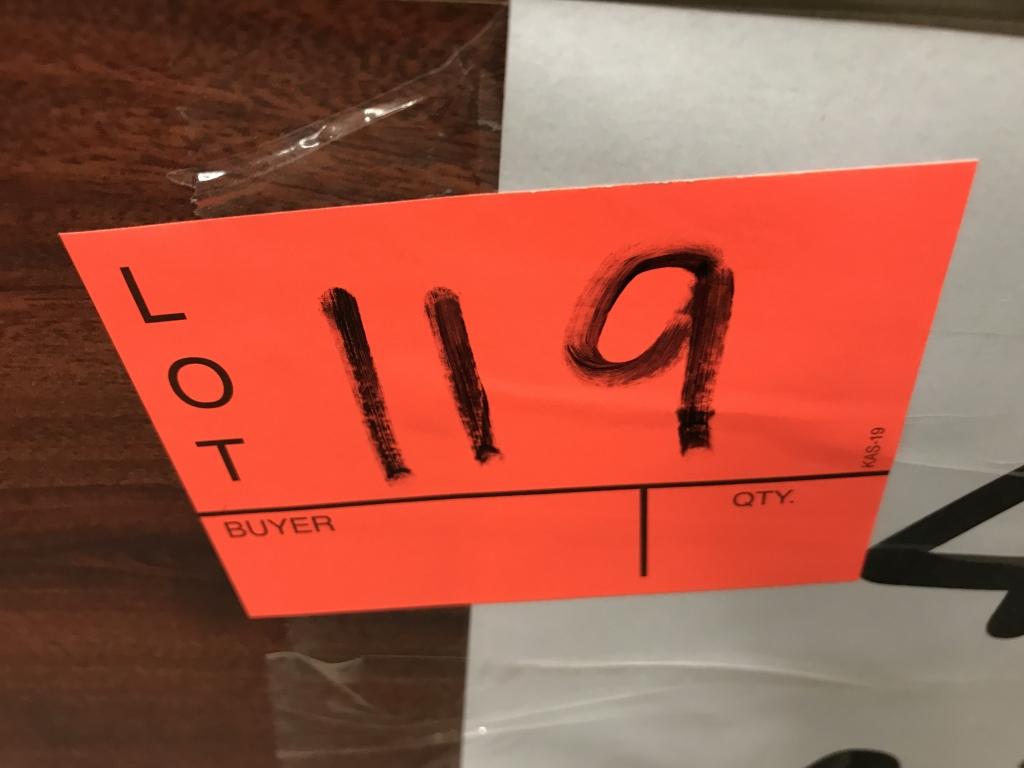 LOT
119
KAS-19
BUYER
QTY.